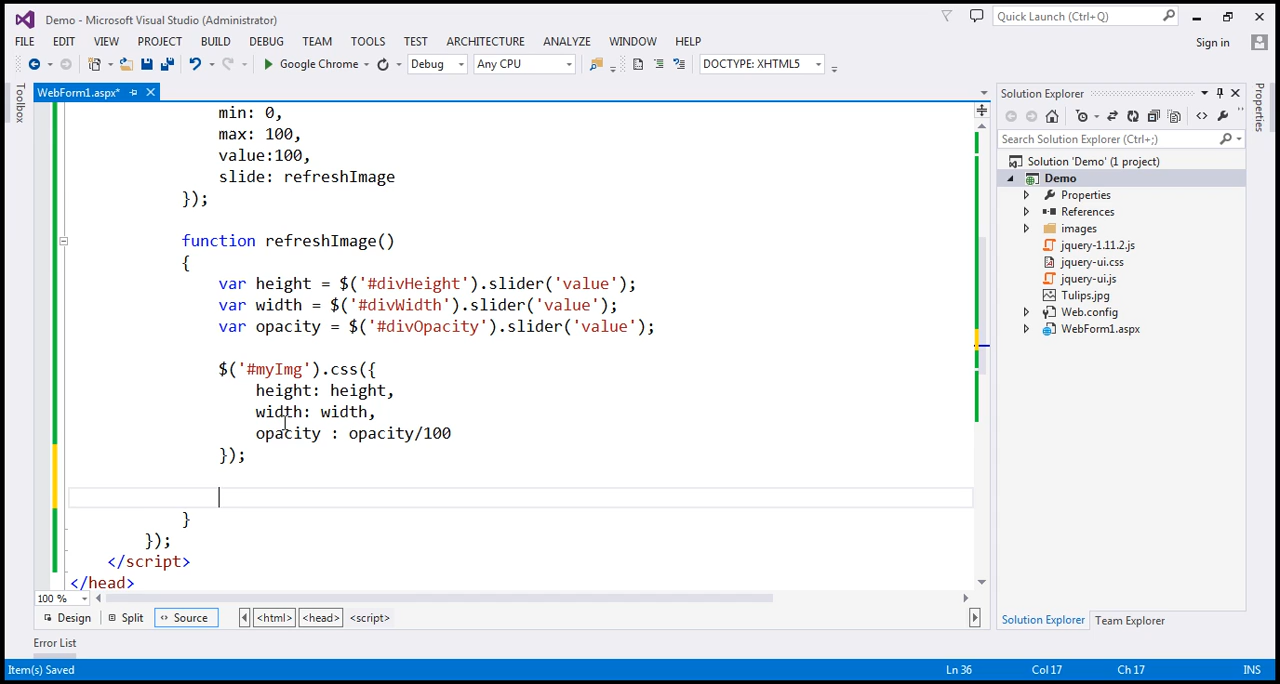 Demo - Microsoft Visual Studio (Administrator)
Quick Launch (Ctrl+Q)
FILE EDIT VIEW PROJECT BUILD DEBUG TEAM TOOLS TEST ARCHITECTURE ANALYZE WINDOW HELP
Sign in
Google Chrome Debug Any CPU DOCTYPE: XHTML5
Toolbox
WebForm1.aspx*
min: 0,
max: 100,
value:100,
slide: refreshImage
});
function refreshImage()
{
var height = $('#divHeight').slider('value');
var width = $('#divWidth').slider('value');
var opacity = $('#divOpacity').slider('value');
$('#myImg').css({
height: height,
width: width,
opacity : opacity/100
});
}
});
</script>
</head>
100 %
Design Split Source <html> <head> <script>
Error List
Solution Explorer
Search Solution Explorer (Ctrl+;)
Solution 'Demo' (1 project)
Demo
Properties
References
images
jquery-1.11.2.js
jquery-ui.css
jquery-ui.js
Tulips.jpg
Web.config
WebForm1.aspx
Solution Explorer Team Explorer
Properties
Item(s) Saved Ln 36 Col 17 Ch 17 INS